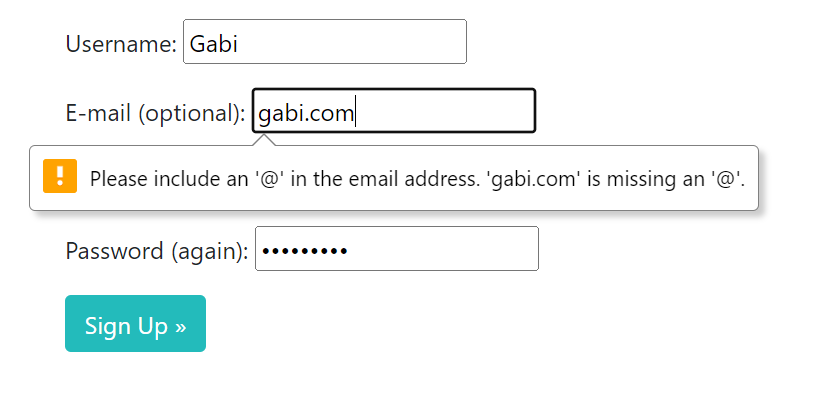 Username: Gabi
E-mail (optional): gabi.com
! Please include an '@' in the email address. 'gabi.com' is missing an '@'.
Password (again): •••••••••
Sign Up »